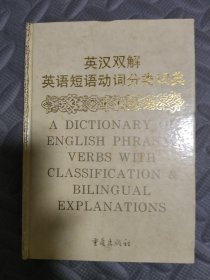 英汉双解
英语短语动词分类词典
A DICTIONARY OF
ENGLISH PHRASAL
VERBS WITH
CLASSIFICATION &
BILINGUAL
EXPLANATIONS
重庆出版社